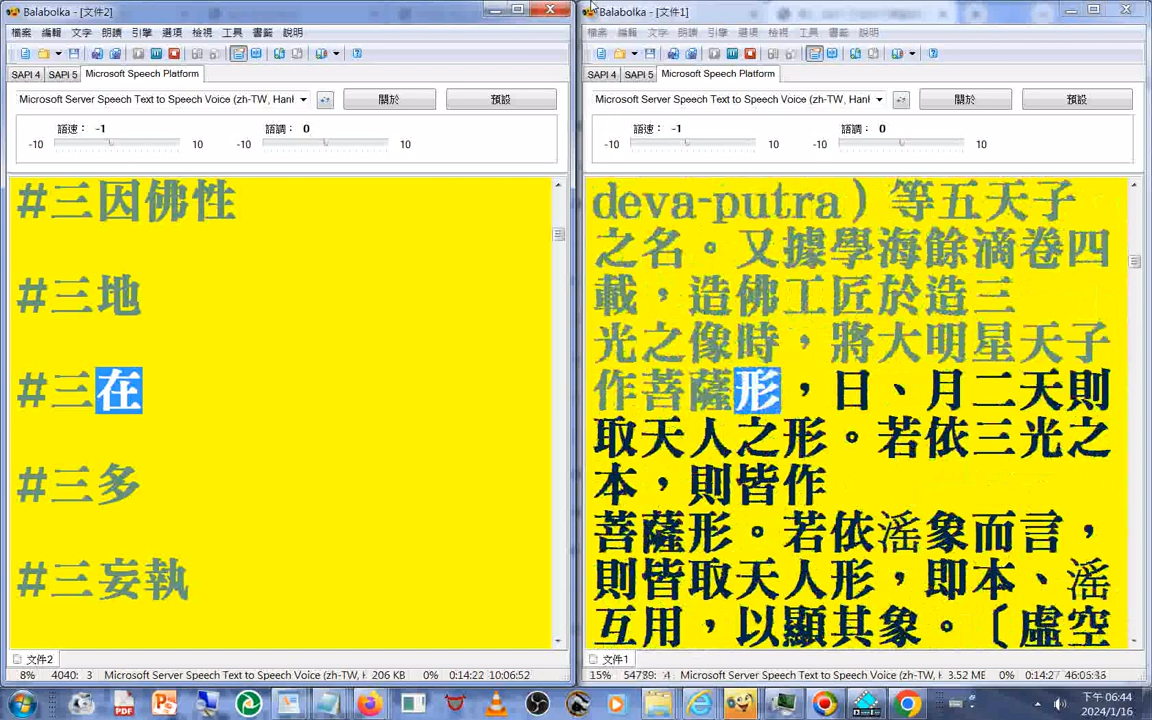 Balabolka - [文件2]
檔案 編輯 文字 朗讀 引擎 選項 檢視 工具 書籤 說明
SAPI 4 SAPI 5 Microsoft Speech Platform
Microsoft Server Speech Text to Speech Voice (zh-TW, Han
關於 預設
語速： -1 語調： 0
-10 10 -10 10
#三因佛性
#三地
#三在
#三多
#三妄執
文件2
8% 4040: 3 Microsoft Server Speech Text to Speech Voice (zh-TW, H 206 KB 0% 0:14:22 10:06:52
Balabolka - [文件1]
檔案 編輯 文字 朗讀 引擎 選項 檢視 工具 書籤 說明
SAPI 4 SAPI 5 Microsoft Speech Platform
Microsoft Server Speech Text to Speech Voice (zh-TW, Han
關於 預設
語速： -1 語調： 0
-10 10 -10 10
deva-putra）等五天子
之名。又據學海餘滴卷四
載，造佛工匠於造三
光之像時，將大明星天子
作菩薩形，日、月二天則
取天人之形。若依三光之
本，則皆作
菩薩形。若依滛象而言，
則皆取天人形，即本、滛
互用，以顯其象。〔虛空
文件1
15% Microsoft Server Speech Text to Speech Voice (zh-TW, H 3.52 MB 0% 0:14:27
下午 06:44
2024/1/16